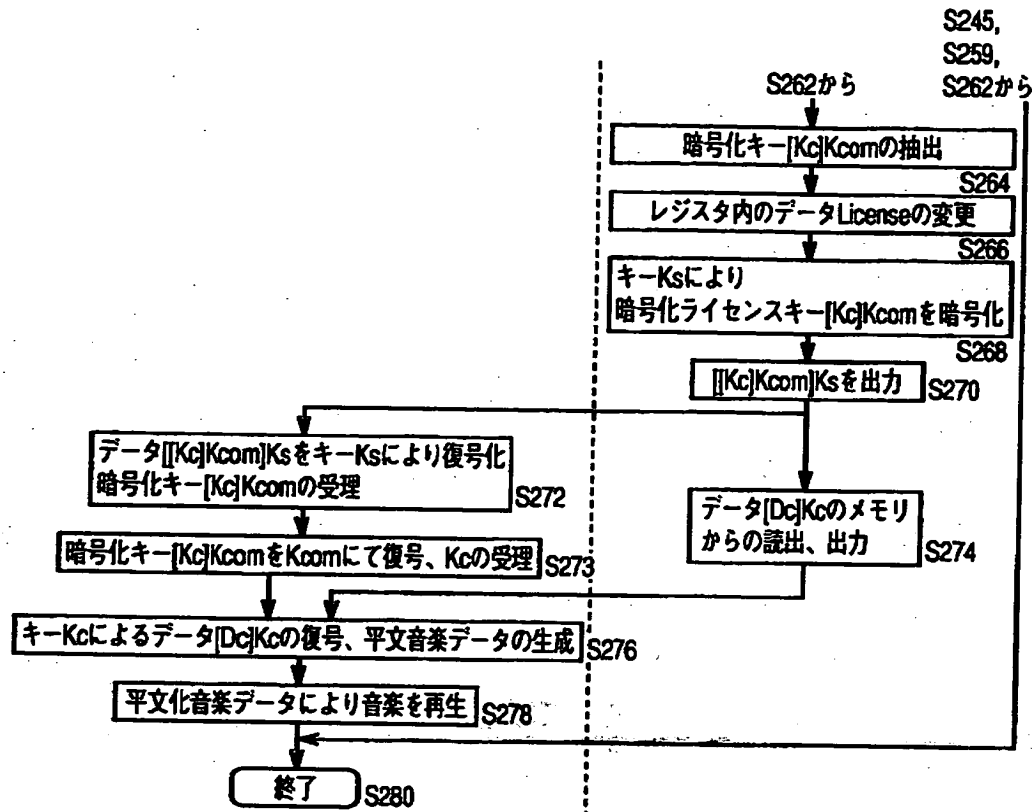 S245,
S259,
S262から
S262から
暗号化キー[Kc]Kcomの抽出
S264
レジスタ内のデータLicenseの変更
S266
キーKsにより
暗号化ライセンスキー[Kc]Kcomを暗号化
S268
[[Kc]Kcom]Ksを出力
S270
データ[[Kc]Kcom]KsをキーKsにより復号化
暗号化キー[Kc]Kcomの受理
S272
データ[Dc]Kcのメモリ
からの読出、出力
S274
暗号化キー[Kc]KcomをKcomにて復号、Kcの受理
S273
キーKcによるデータ[Dc]Kcの復号、平文音楽データの生成
S276
平文化音楽データにより音楽を再生
S278
終了
S280